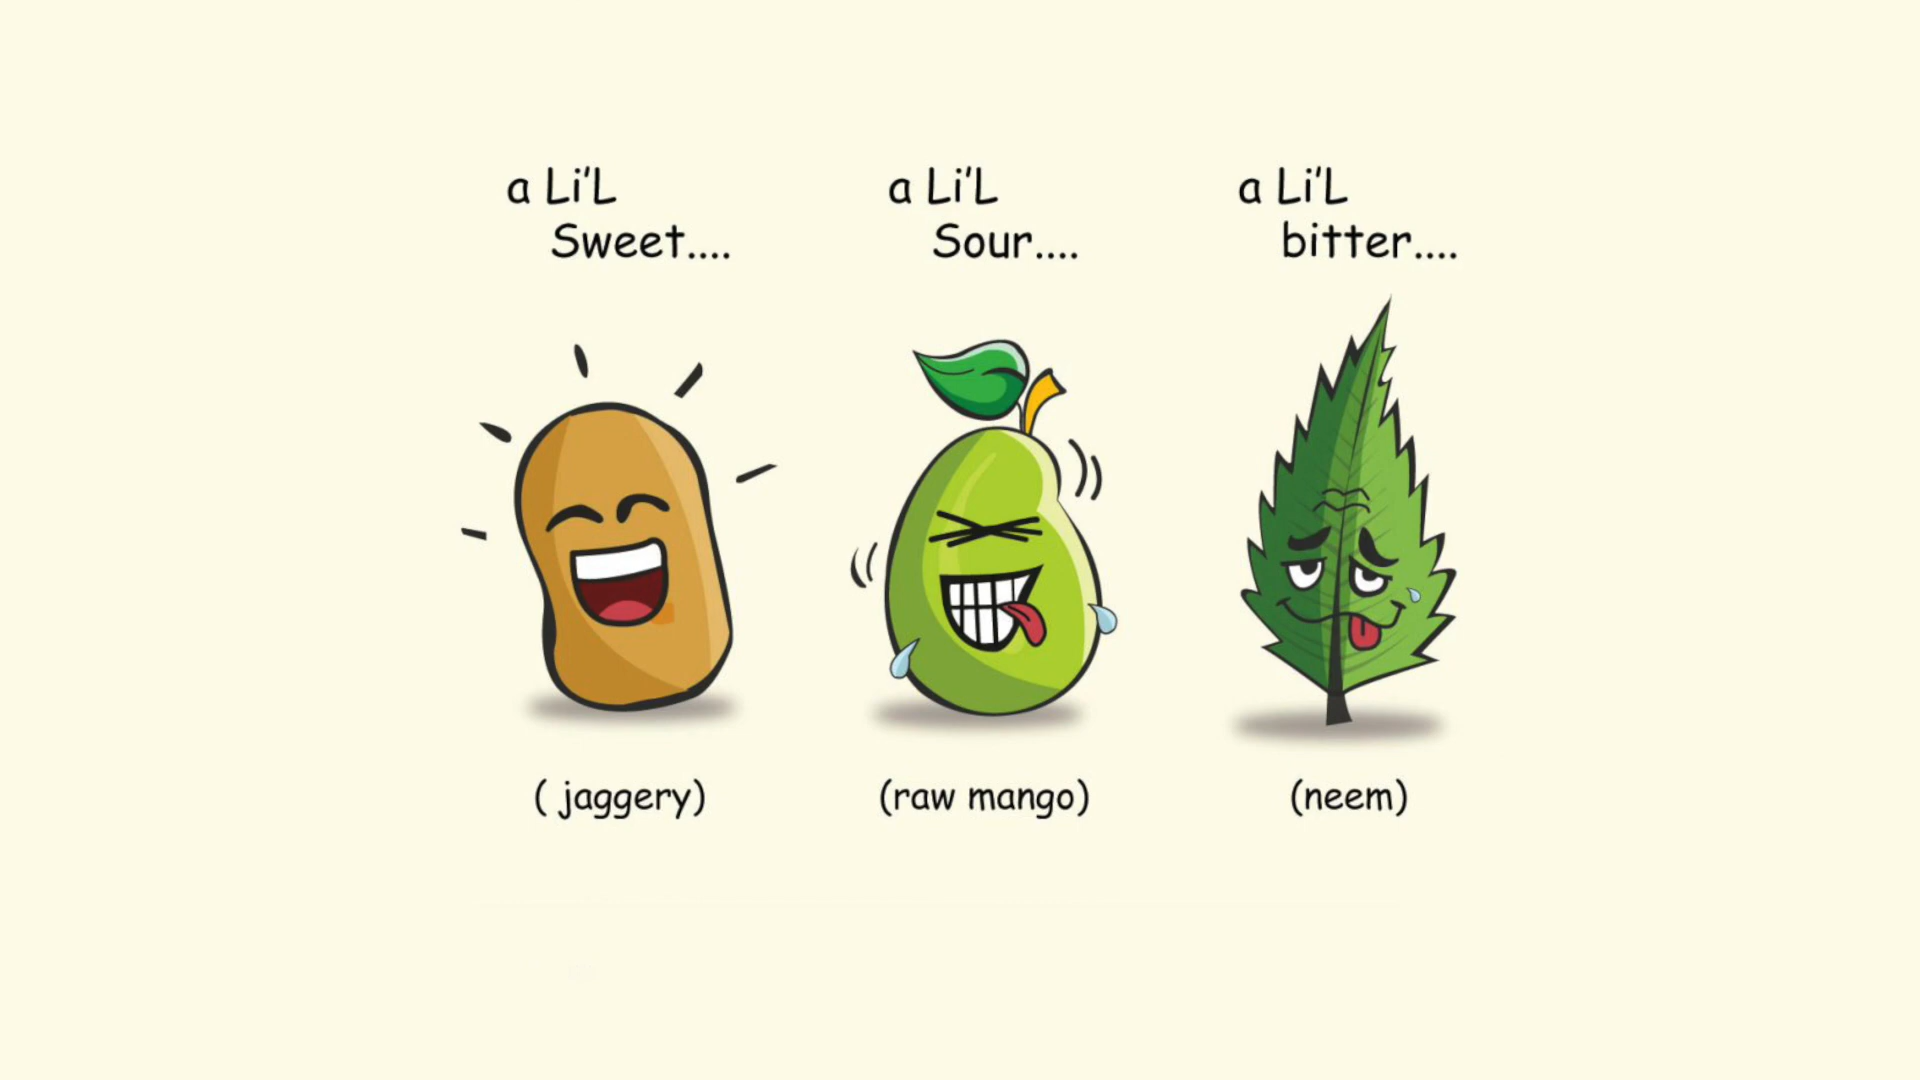 a Li'L
Sweet....
a Li'L
Sour....
a Li'L
bitter....
( jaggery)
(raw mango)
(neem)